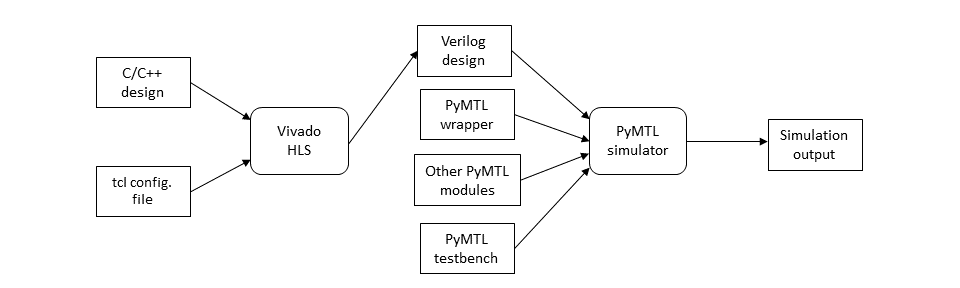 C/C++
design
tcl config.
file
Vivado
HLS
Verilog
design
PyMTL
wrapper
Other PyMTL
modules
PyMTL
testbench
PyMTL
simulator
Simulation
output